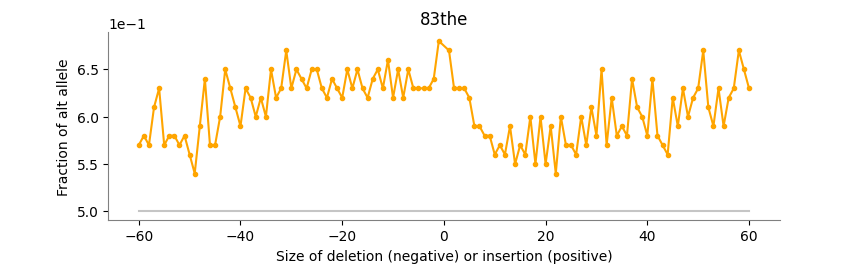 83the
1e−1
6.5
6.0
5.5
5.0
Fraction of alt allele
−60 −40 −20 0 20 40 60
Size of deletion (negative) or insertion (positive)